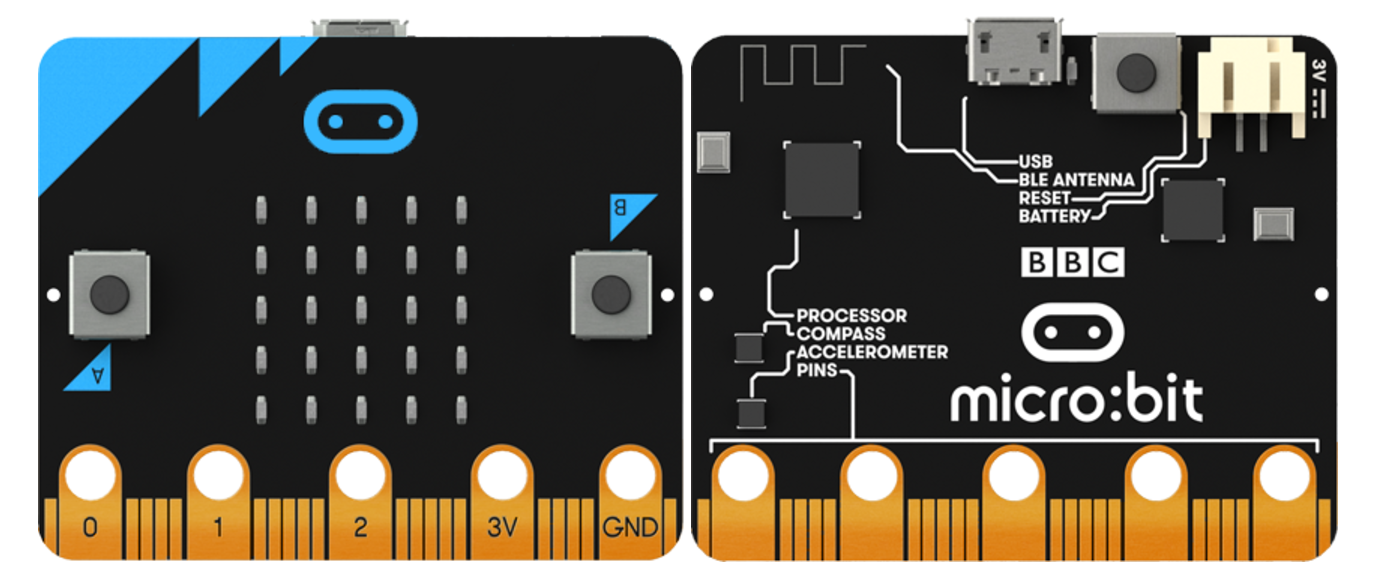 B
A
0 1 2 3V GND
3V
USB
BLE ANTENNA
RESET
BATTERY
BBC
PROCESSOR
COMPASS
ACCELEROMETER
PINS
micro:bit